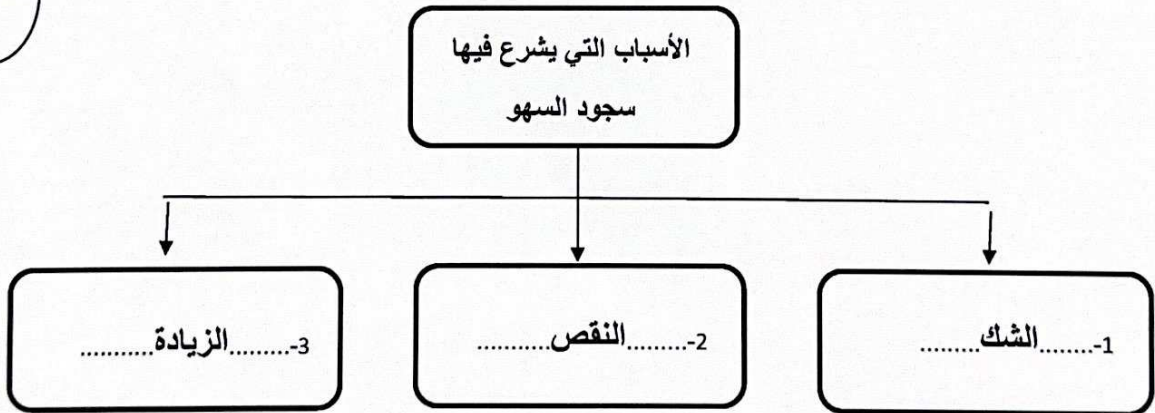 الأسباب التي يشرع فيها
سجود السهو
1-........الشك.........
2-.........النقص...........
3-.........الزيادة...........